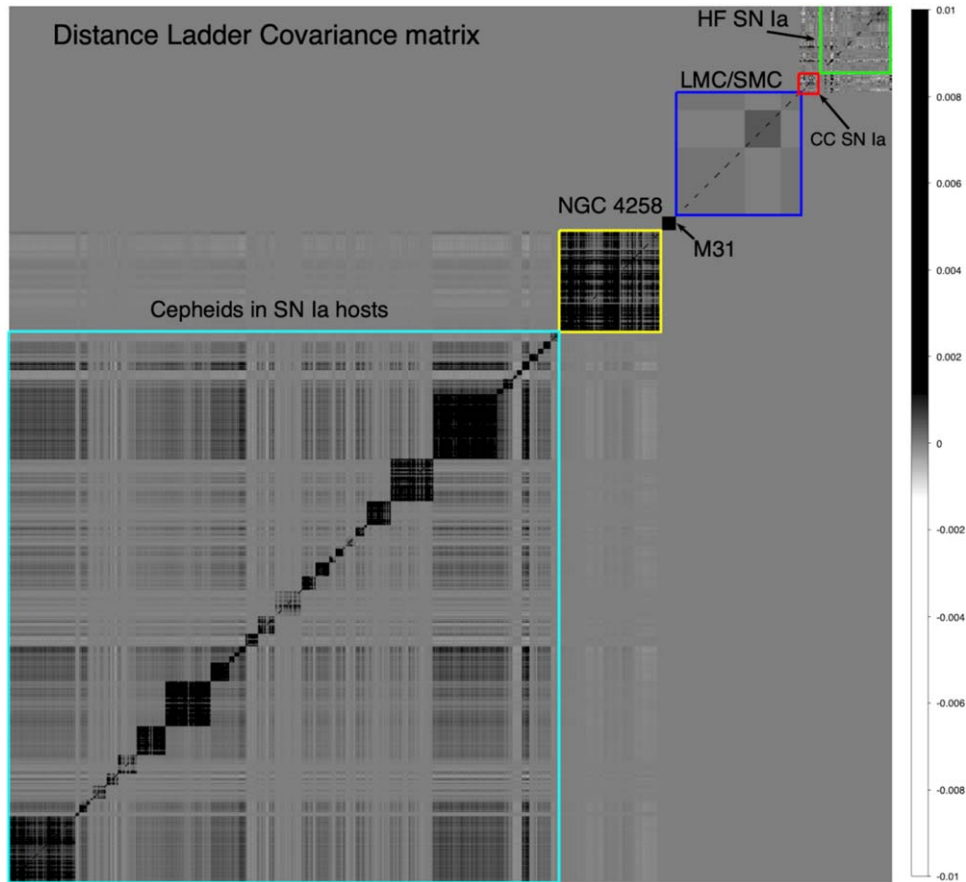 Distance Ladder Covariance matrix
HF SN Ia
LMC/SMC
CC SN Ia
NGC 4258
M31
Cepheids in SN Ia hosts
0.01
0.008
0.006
0.004
0.002
0
-0.002
-0.004
-0.006
-0.008
-0.01